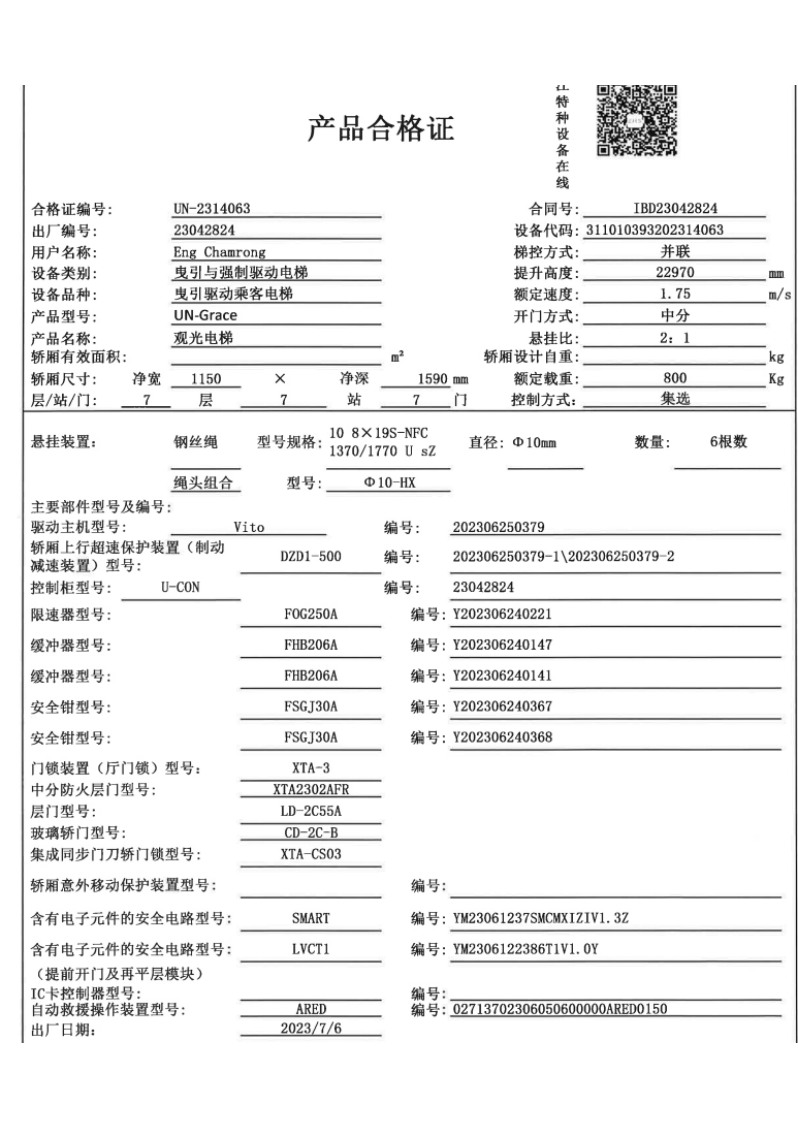 特
种
设
备
在
线
产品合格证
合格证编号: UN-2314063 合同号: IBD23042824
出厂编号: 23042824 设备代码: 311010393202314063
用户名称: Eng Chamrong 梯控方式: 并联
设备类别: 曳引与强制驱动电梯 提升高度: 22970 mm
设备品种: 曳引驱动乘客电梯 额定速度: 1.75 m/s
产品型号: UN-Grace 开门方式: 中分
产品名称: 观光电梯 悬挂比: 2: 1
轿厢有效面积: m² 轿厢设计自重: kg
轿厢尺寸: 净宽 1150 × 净深 1590 mm 额定载重: 800 Kg
层/站/门: 7 层 7 站 7 门 控制方式: 集选
悬挂装置: 钢丝绳 型号规格: 10 8×19S-NFC 1370/1770 U sZ 直径: Φ10mm 数量: 6根数
绳头组合 型号: Φ10-HX
主要部件型号及编号:
驱动主机型号: Vito 编号: 202306250379
轿厢上行超速保护装置（制动
减速装置）型号: DZD1-500 编号: 202306250379-1\202306250379-2
控制柜型号: U-CON 编号: 23042824
限速器型号: FOG250A 编号: Y202306240221
缓冲器型号: FHB206A 编号: Y202306240147
缓冲器型号: FHB206A 编号: Y202306240141
安全钳型号: FSGJ30A 编号: Y202306240367
安全钳型号: FSGJ30A 编号: Y202306240368
门锁装置（厅门锁）型号: XTA-3
中分防火层门型号: XTA2302AFR
层门型号: LD-2C55A
玻璃轿门型号: CD-2C-B
集成同步门刀轿门锁型号: XTA-CS03
轿厢意外移动保护装置型号: 编号:
含有电子元件的安全电路型号: SMART 编号: YM23061237SMCMXIZIV1.3Z
含有电子元件的安全电路型号: LVCT1 编号: YM2306122386T1V1.0Y
（提前开门及再平层模块）
IC卡控制器型号: 编号:
自动救援操作装置型号: ARED 编号: 02713702306050600000ARED0150
出厂日期: 2023/7/6